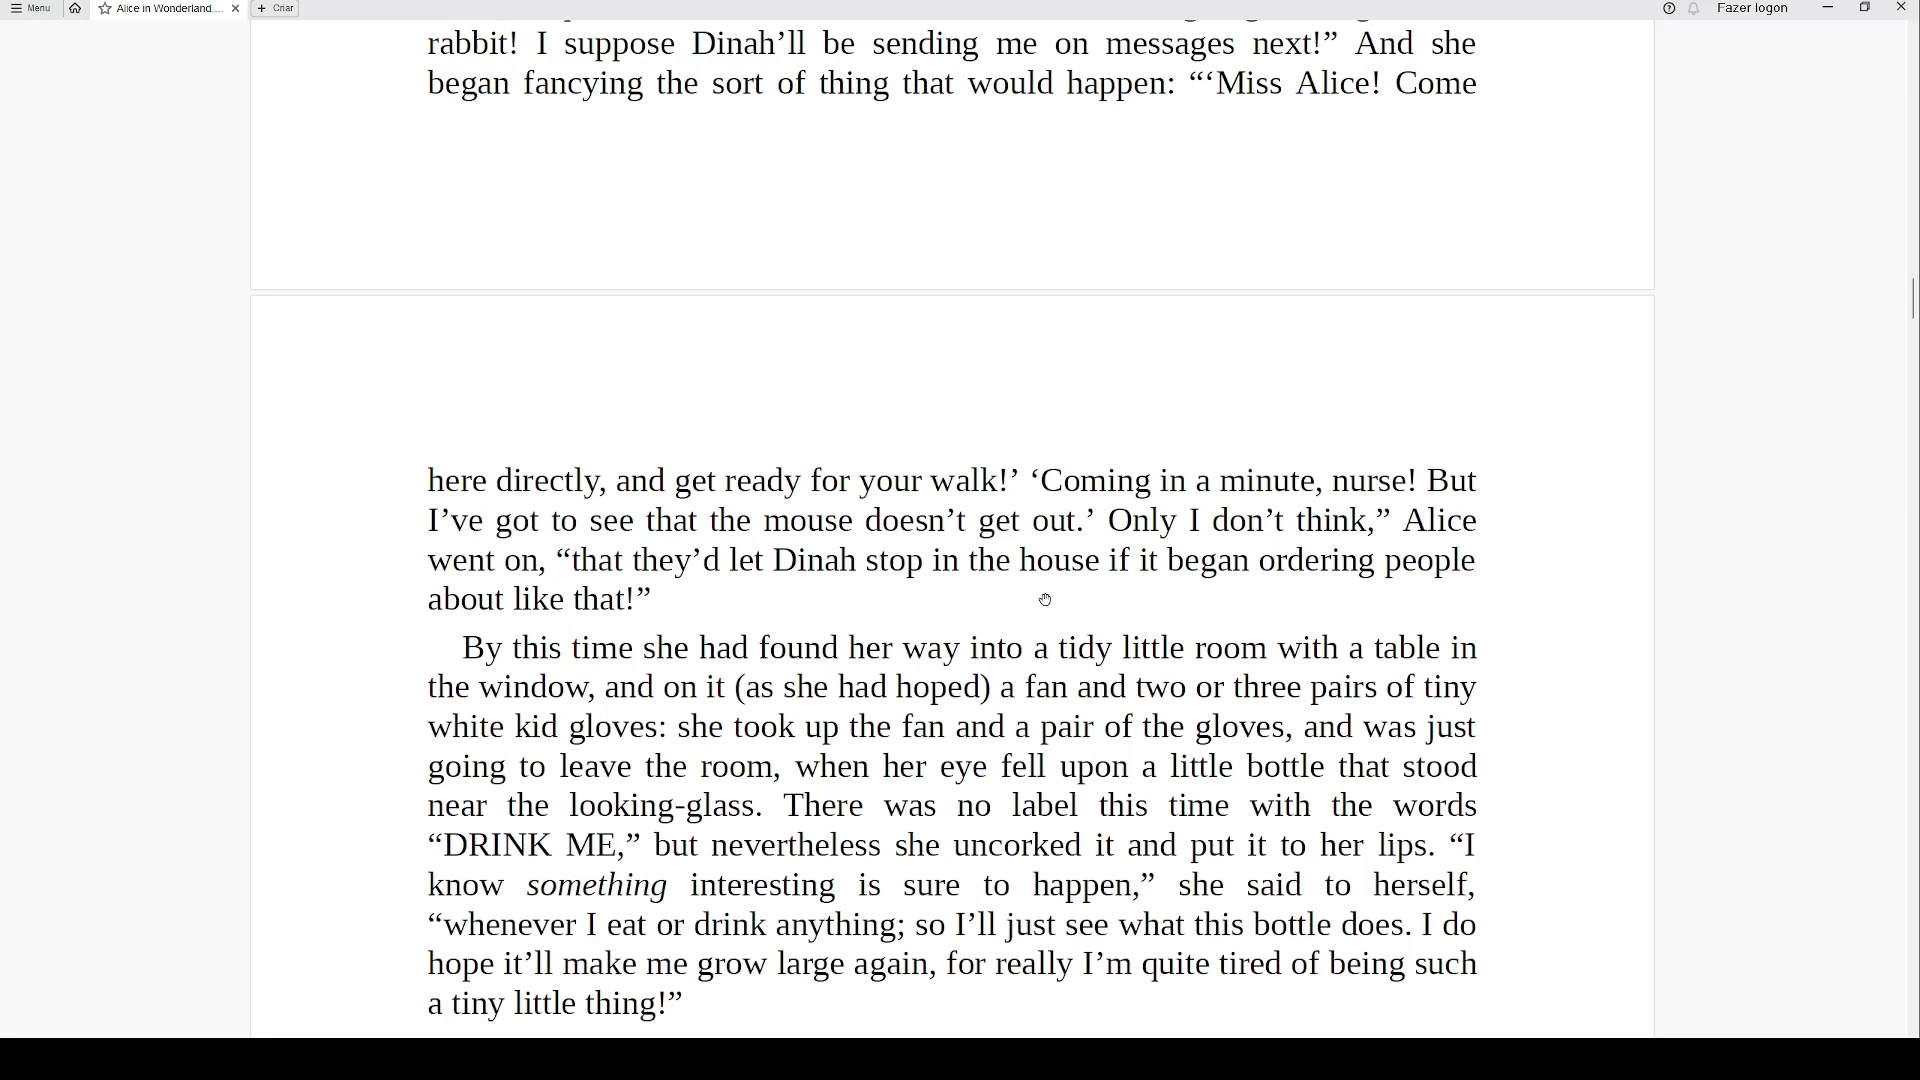 Menu
Alice in Wonderland....
+ Criar
Fazer logon
rabbit! I suppose Dinah’ll be sending me on messages next!” And she
began fancying the sort of thing that would happen: “‘Miss Alice! Come
here directly, and get ready for your walk!’ ‘Coming in a minute, nurse! But
I’ve got to see that the mouse doesn’t get out.’ Only I don’t think,” Alice
went on, “that they’d let Dinah stop in the house if it began ordering people
about like that!”
By this time she had found her way into a tidy little room with a table in
the window, and on it (as she had hoped) a fan and two or three pairs of tiny
white kid gloves: she took up the fan and a pair of the gloves, and was just
going to leave the room, when her eye fell upon a little bottle that stood
near the looking-glass. There was no label this time with the words
“DRINK ME,” but nevertheless she uncorked it and put it to her lips. “I
know something interesting is sure to happen,” she said to herself,
“whenever I eat or drink anything; so I’ll just see what this bottle does. I do
hope it’ll make me grow large again, for really I’m quite tired of being such
a tiny little thing!”